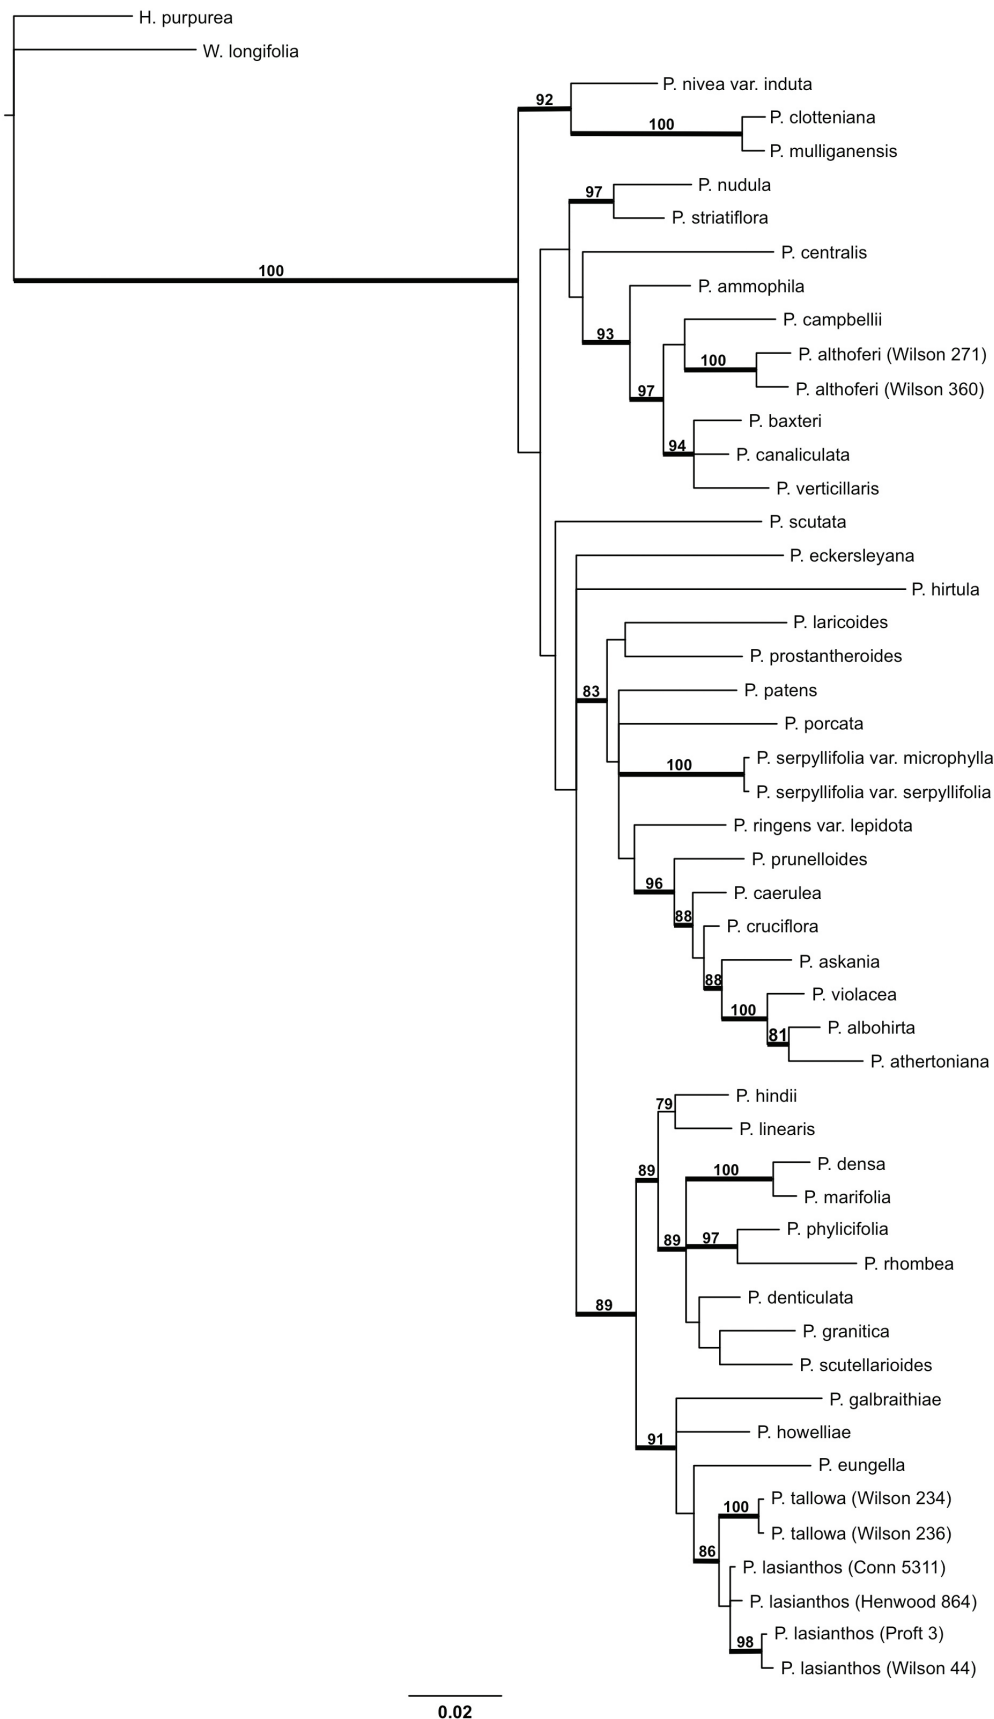 H. purpurea
W. longifolia
P. nivea var. induta
92
P. clotteniana
100
P. mulliganensis
P. nudula
97
P. striatiflora
P. centralis
100
P. ammophila
P. campbellii
93
P. althoferi (Wilson 271)
100
P. althoferi (Wilson 360)
97
P. baxteri
94
P. canaliculata
P. verticillaris
P. scutata
P. eckersleyana
P. hirtula
P. laricoides
P. prostantheroides
83
P. patens
P. porcata
P. serpyllifolia var. microphylla
100
P. serpyllifolia var. serpyllifolia
P. ringens var. lepidota
P. prunelloides
96
P. caerulea
88
P. cruciflora
P. askania
88
P. violacea
100
P. albohirta
81
P. athertoniana
P. hindii
79
P. linearis
P. densa
89
100
P. marifolia
P. phylicifolia
89
97
P. rhombea
P. denticulata
89
P. granitica
P. scutellarioides
P. galbraithiae
P. howelliae
91
P. eungella
P. tallowa (Wilson 234)
100
P. tallowa (Wilson 236)
86
P. lasianthos (Conn 5311)
P. lasianthos (Henwood 864)
P. lasianthos (Proft 3)
98
P. lasianthos (Wilson 44)
0.02